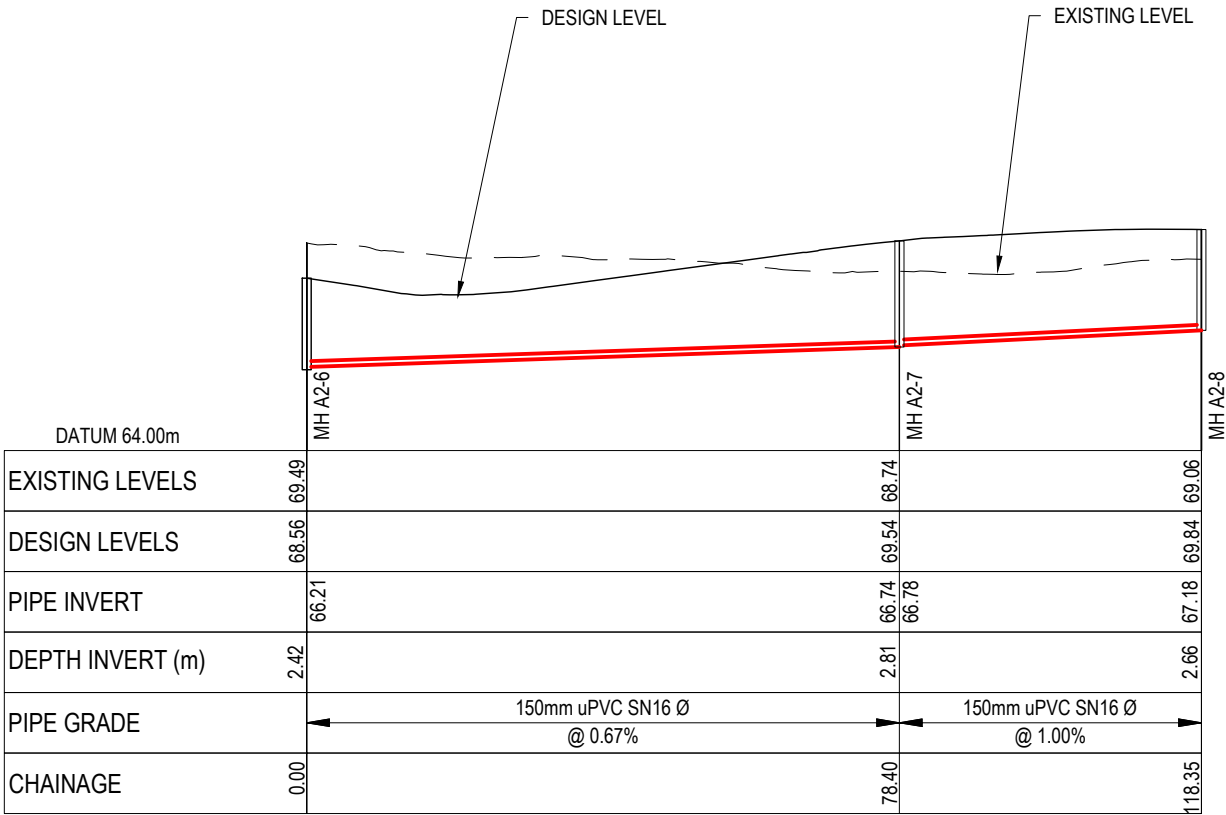 DESIGN LEVEL
EXISTING LEVEL
MH A2-6
MH A2-7
MH A2-8
DATUM 64.00m
EXISTING LEVELS 69.49 68.74 69.06
DESIGN LEVELS 68.56 69.54 69.84
PIPE INVERT 66.21 66.74 66.78 67.18
DEPTH INVERT (m) 2.42 2.81 2.66
PIPE GRADE
150mm uPVC SN16 Ø
@ 0.67%
150mm uPVC SN16 Ø
@ 1.00%
CHAINAGE 0.00 78.40 118.35